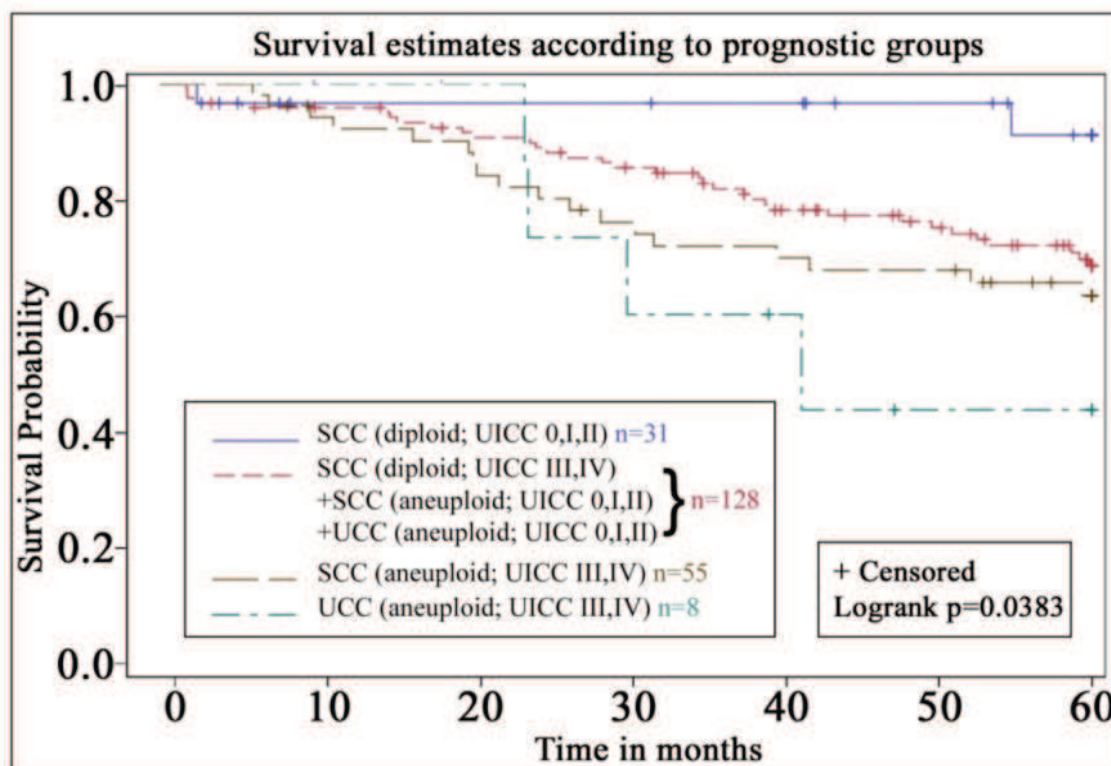 Survival estimates according to prognostic groups
1.0
0.8
0.6
0.4
0.2
0.0
Survival Probability
SCC (diploid; UICC 0,I,II) n=31
SCC (diploid; UICC III,IV)
+SCC (aneuploid; UICC 0,I,II) } n=128
+UCC (aneuploid; UICC 0,I,II)
SCC (aneuploid; UICC III,IV) n=55
UCC (aneuploid; UICC III,IV) n=8
+ Censored
Logrank p=0.0383
0 10 20 30 40 50 60
Time in months